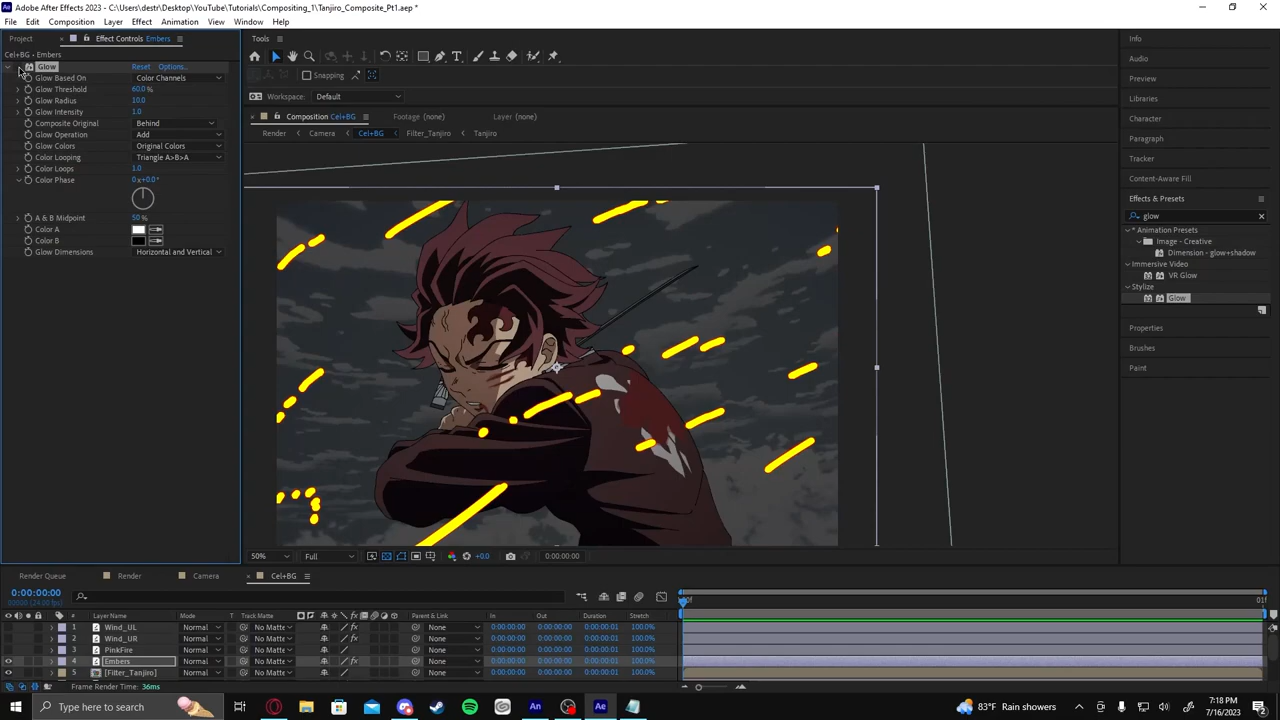 Adobe After Effects 2023 - C:\Users\destr\Desktop\YouTube\Tutorials\Compositing_1\Tanjiro_Composite_Pt1.aep *
File Edit Composition Layer Effect Animation View Window Help
Project Effect Controls Embers
Cel+BG • Embers
fx Glow Reset Options...
Glow Based On Color Channels
Glow Threshold 60.0 %
Glow Radius 10.0
Glow Intensity 1.0
Composite Original Behind
Glow Operation Add
Glow Colors Original Colors
Color Looping Triangle A>B>A
Color Loops 1.0
Color Phase 0 x+0.0°
A & B Midpoint 50 %
Color A
Color B
Glow Dimensions Horizontal and Vertical
Tools
Snapping
Workspace: Default
Composition Cel+BG Footage (none) Layer (none)
Render Camera Cel+BG Filter_Tanjiro Tanjiro
50% Full +0.0 0:00:00:00
Info
Audio
Preview
Libraries
Character
Paragraph
Tracker
Content-Aware Fill
Effects & Presets
glow
* Animation Presets
Image - Creative
Dimension - glow+shadow
Immersive Video
VR Glow
Stylize
Glow
Properties
Brushes
Paint
Render Queue Render Camera Cel+BG
0:00:00:00
00000 (24.00 fps)
00f 01f
# Layer Name Mode T Track Matte Parent & Link In Out Duration Stretch
1 Wind_UL Normal No Matte None 0:00:00:00 0:00:00:00 0:00:00:01 100.0%
2 Wind_UR Normal No Matte None 0:00:00:00 0:00:00:00 0:00:00:01 100.0%
3 PinkFire Normal No Matte None 0:00:00:00 0:00:00:00 0:00:00:01 100.0%
4 Embers Normal No Matte None 0:00:00:00 0:00:00:00 0:00:00:01 100.0%
5 [Filter_Tanjiro] Normal No Matte None 0:00:00:00 0:00:00:00 0:00:00:01 100.0%
Frame Render Time: 36ms
Type here to search
An
Ae
83°F Rain showers
7:18 PM
7/16/2023